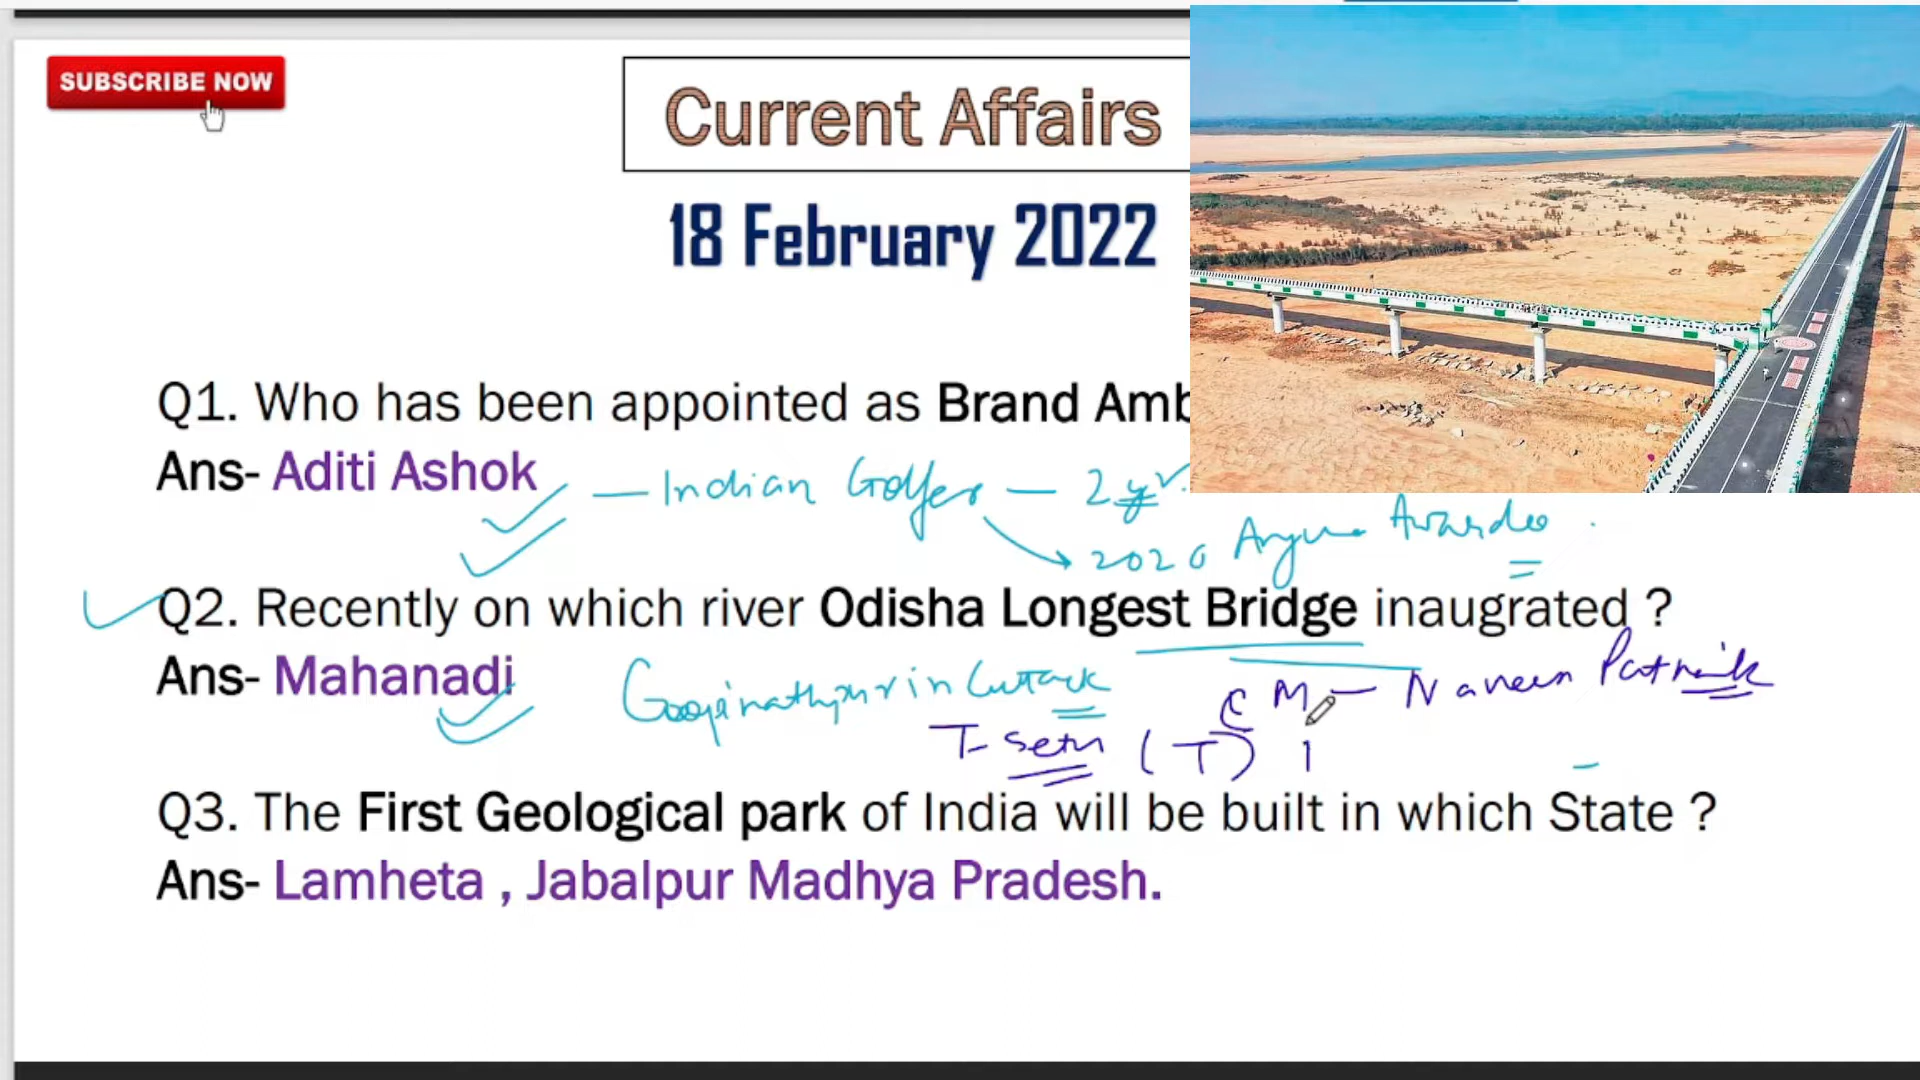 SUBSCRIBE NOW
Current Affairs
18 February 2022
Q1. Who has been appointed as Brand Amb
Ans- Aditi Ashok
— Indian Golfer — 2 yr.
→ 2020 Arjuna Awardee
Q2. Recently on which river Odisha Longest Bridge inaugrated ?
Ans- Mahanadi
Gopinathpur in Cuttack
CM — Naveen Patnaik
T-Setu (T)
Q3. The First Geological park of India will be built in which State ?
Ans- Lamheta , Jabalpur Madhya Pradesh.